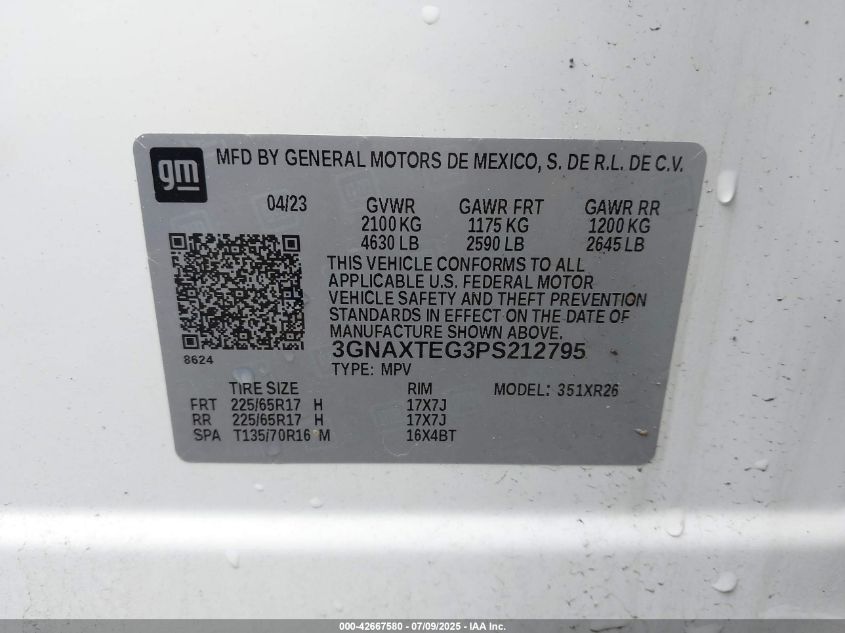 gm
MFD BY GENERAL MOTORS DE MEXICO, S. DE R.L. DE C.V.
04/23 GVWR GAWR FRT GAWR RR
2100 KG 1175 KG 1200 KG
4630 LB 2590 LB 2645 LB
THIS VEHICLE CONFORMS TO ALL
APPLICABLE U.S. FEDERAL MOTOR
VEHICLE SAFETY AND THEFT PREVENTION
STANDARDS IN EFFECT ON THE DATE OF
MANUFACTURE SHOWN ABOVE.
8624
3GNAXTEG3PS212795
TYPE: MPV
TIRE SIZE RIM MODEL: 351XR26
FRT 225/65R17 H 17X7J
RR 225/65R17 H 17X7J
SPA T135/70R16 M 16X4BT
000-42667580 - 07/09/2025 - IAA Inc.